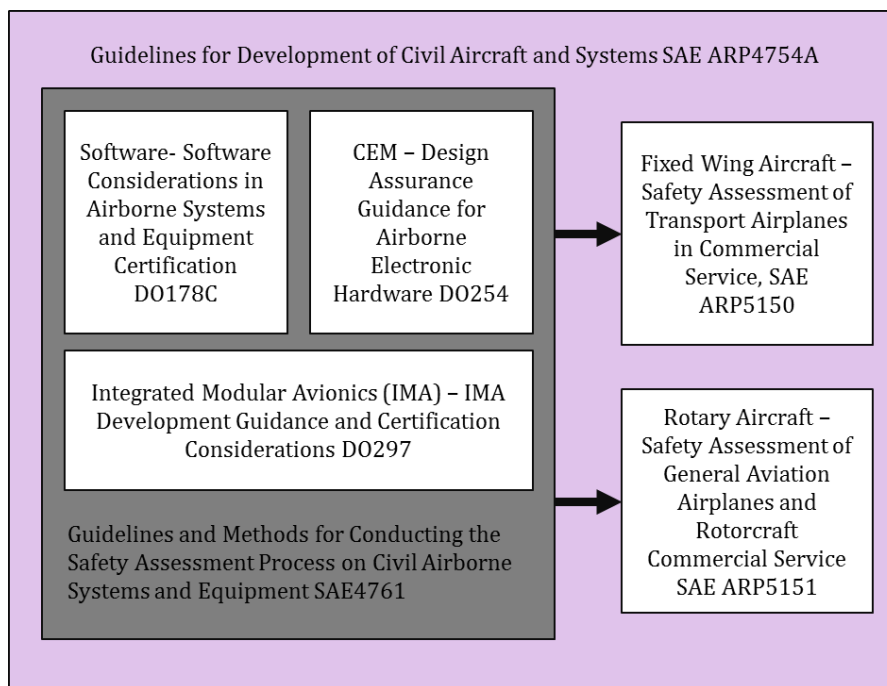 Guidelines for Development of Civil Aircraft and Systems SAE ARP4754A
Software- Software
Considerations in
Airborne Systems
and Equipment
Certification
DO178C
CEM – Design
Assurance
Guidance for
Airborne
Electronic
Hardware DO254
Integrated Modular Avionics (IMA) – IMA
Development Guidance and Certification
Considerations DO297
Guidelines and Methods for Conducting the
Safety Assessment Process on Civil Airborne
Systems and Equipment SAE4761
Fixed Wing Aircraft –
Safety Assessment of
Transport Airplanes
in Commercial
Service, SAE
ARP5150
Rotary Aircraft –
Safety Assessment of
General Aviation
Airplanes and
Rotorcraft
Commercial Service
SAE ARP5151